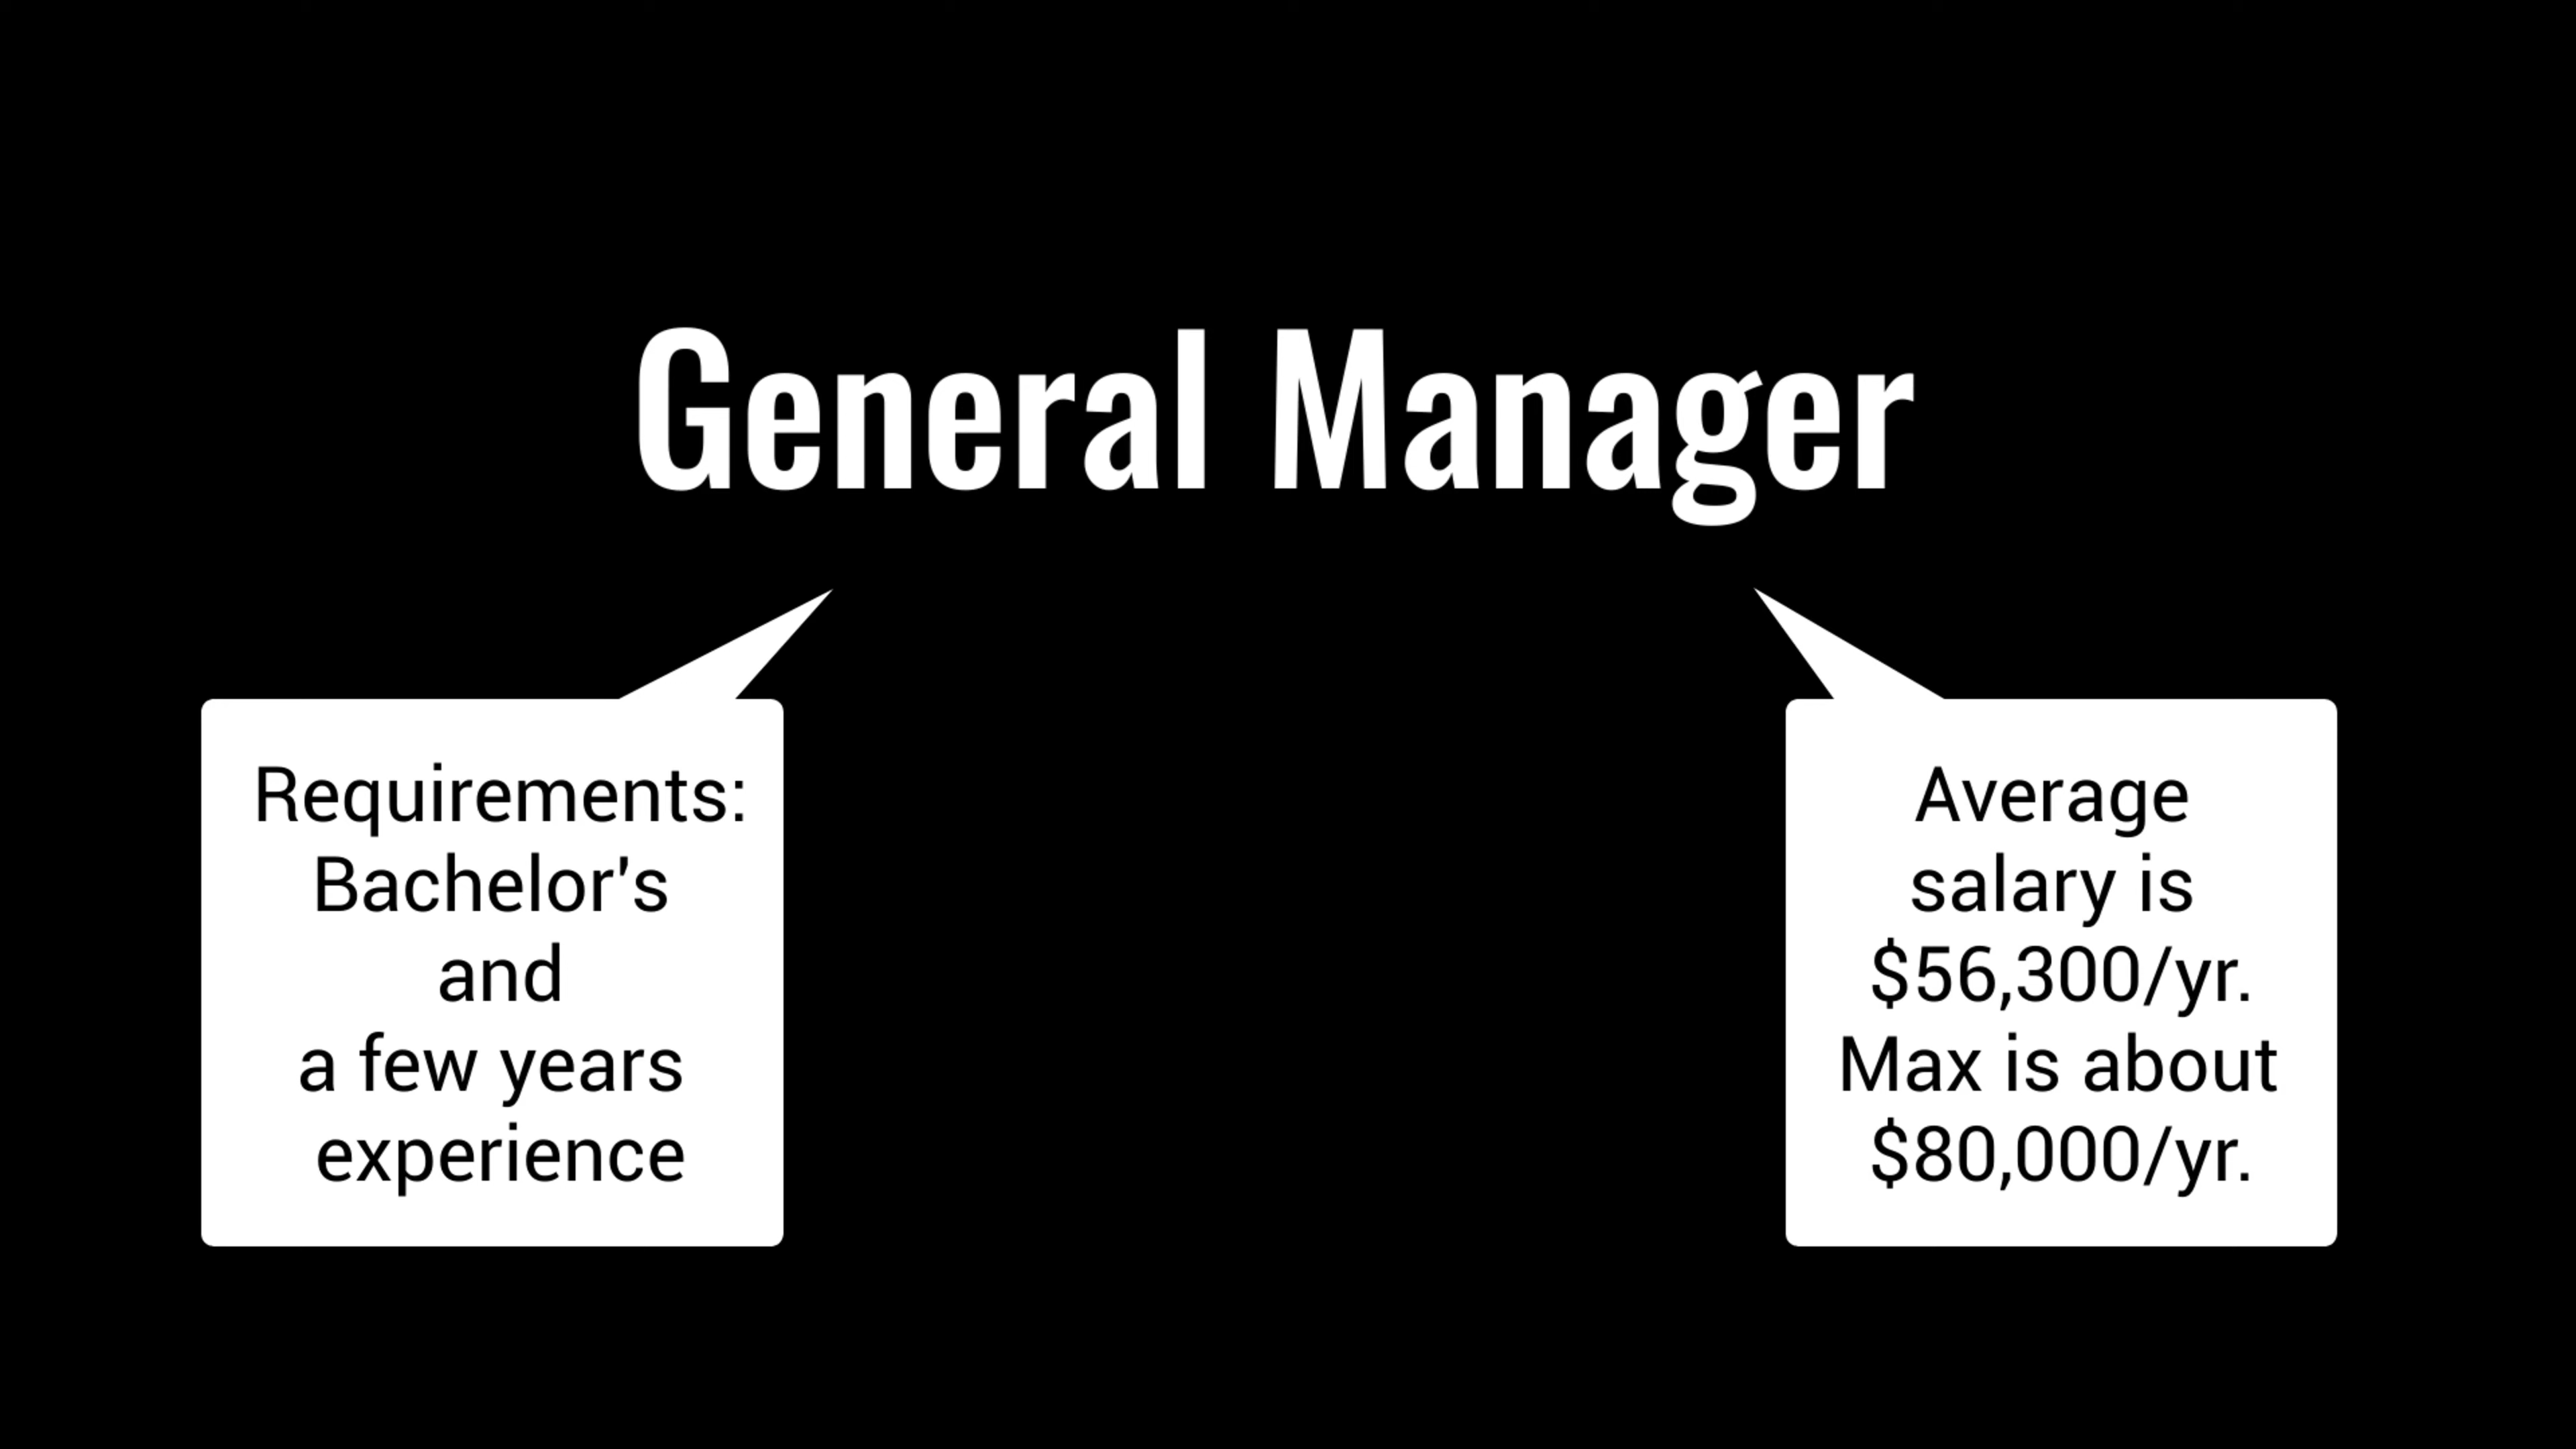 General Manager
Requirements:
Bachelor's
and
a few years
experience
Average
salary is
$56,300/yr.
Max is about
$80,000/yr.